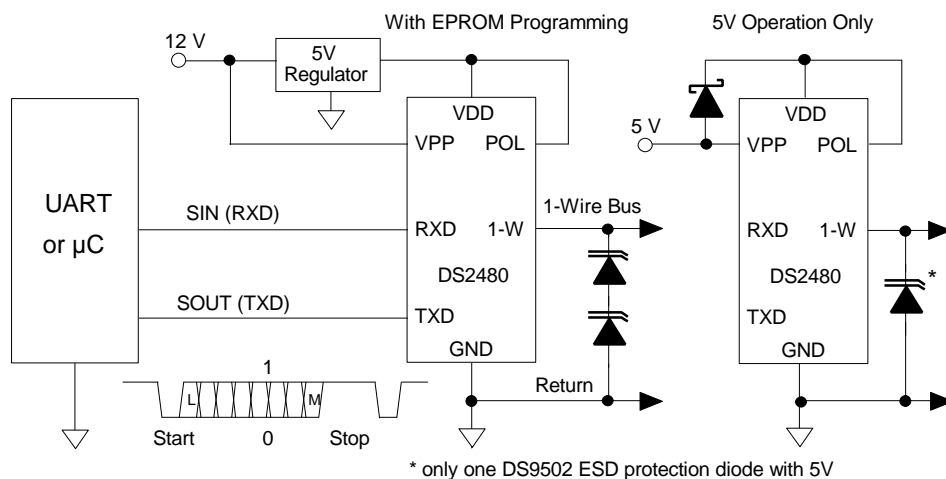 With EPROM Programming
5V Operation Only
12 V
5V
Regulator
VDD
VPP
POL
UART
or µC
SIN (RXD)
RXD
1-W
1-Wire Bus
DS2480
SOUT (TXD)
TXD
GND
Return
1
L
M
Start
0
Stop
5 V
VDD
VPP
POL
RXD
1-W
DS2480
*
TXD
GND
* only one DS9502 ESD protection diode with 5V